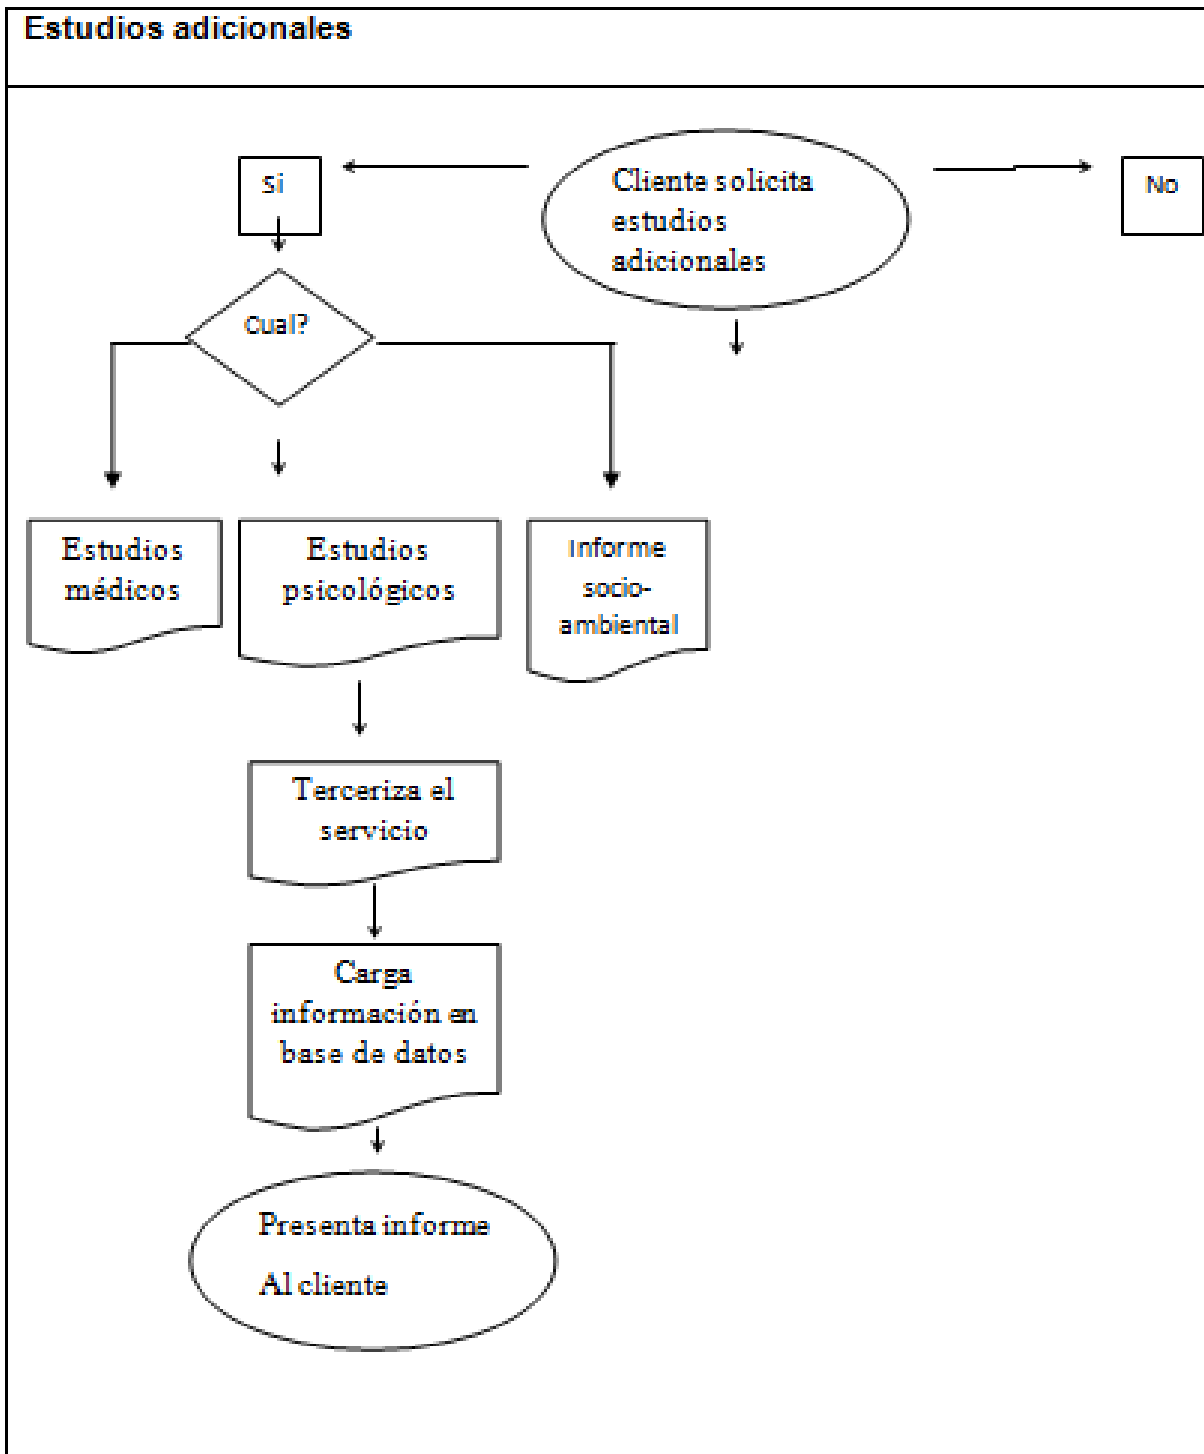 Estudios adicionales
si
Cliente solicita
estudios
adicionales
No
Cual?
Estudios
médicos
Estudios
psicológicos
Informe
socio-
ambiental
Terceriza el
servicio
Carga
información en
base de datos
Presenta informe
Al cliente